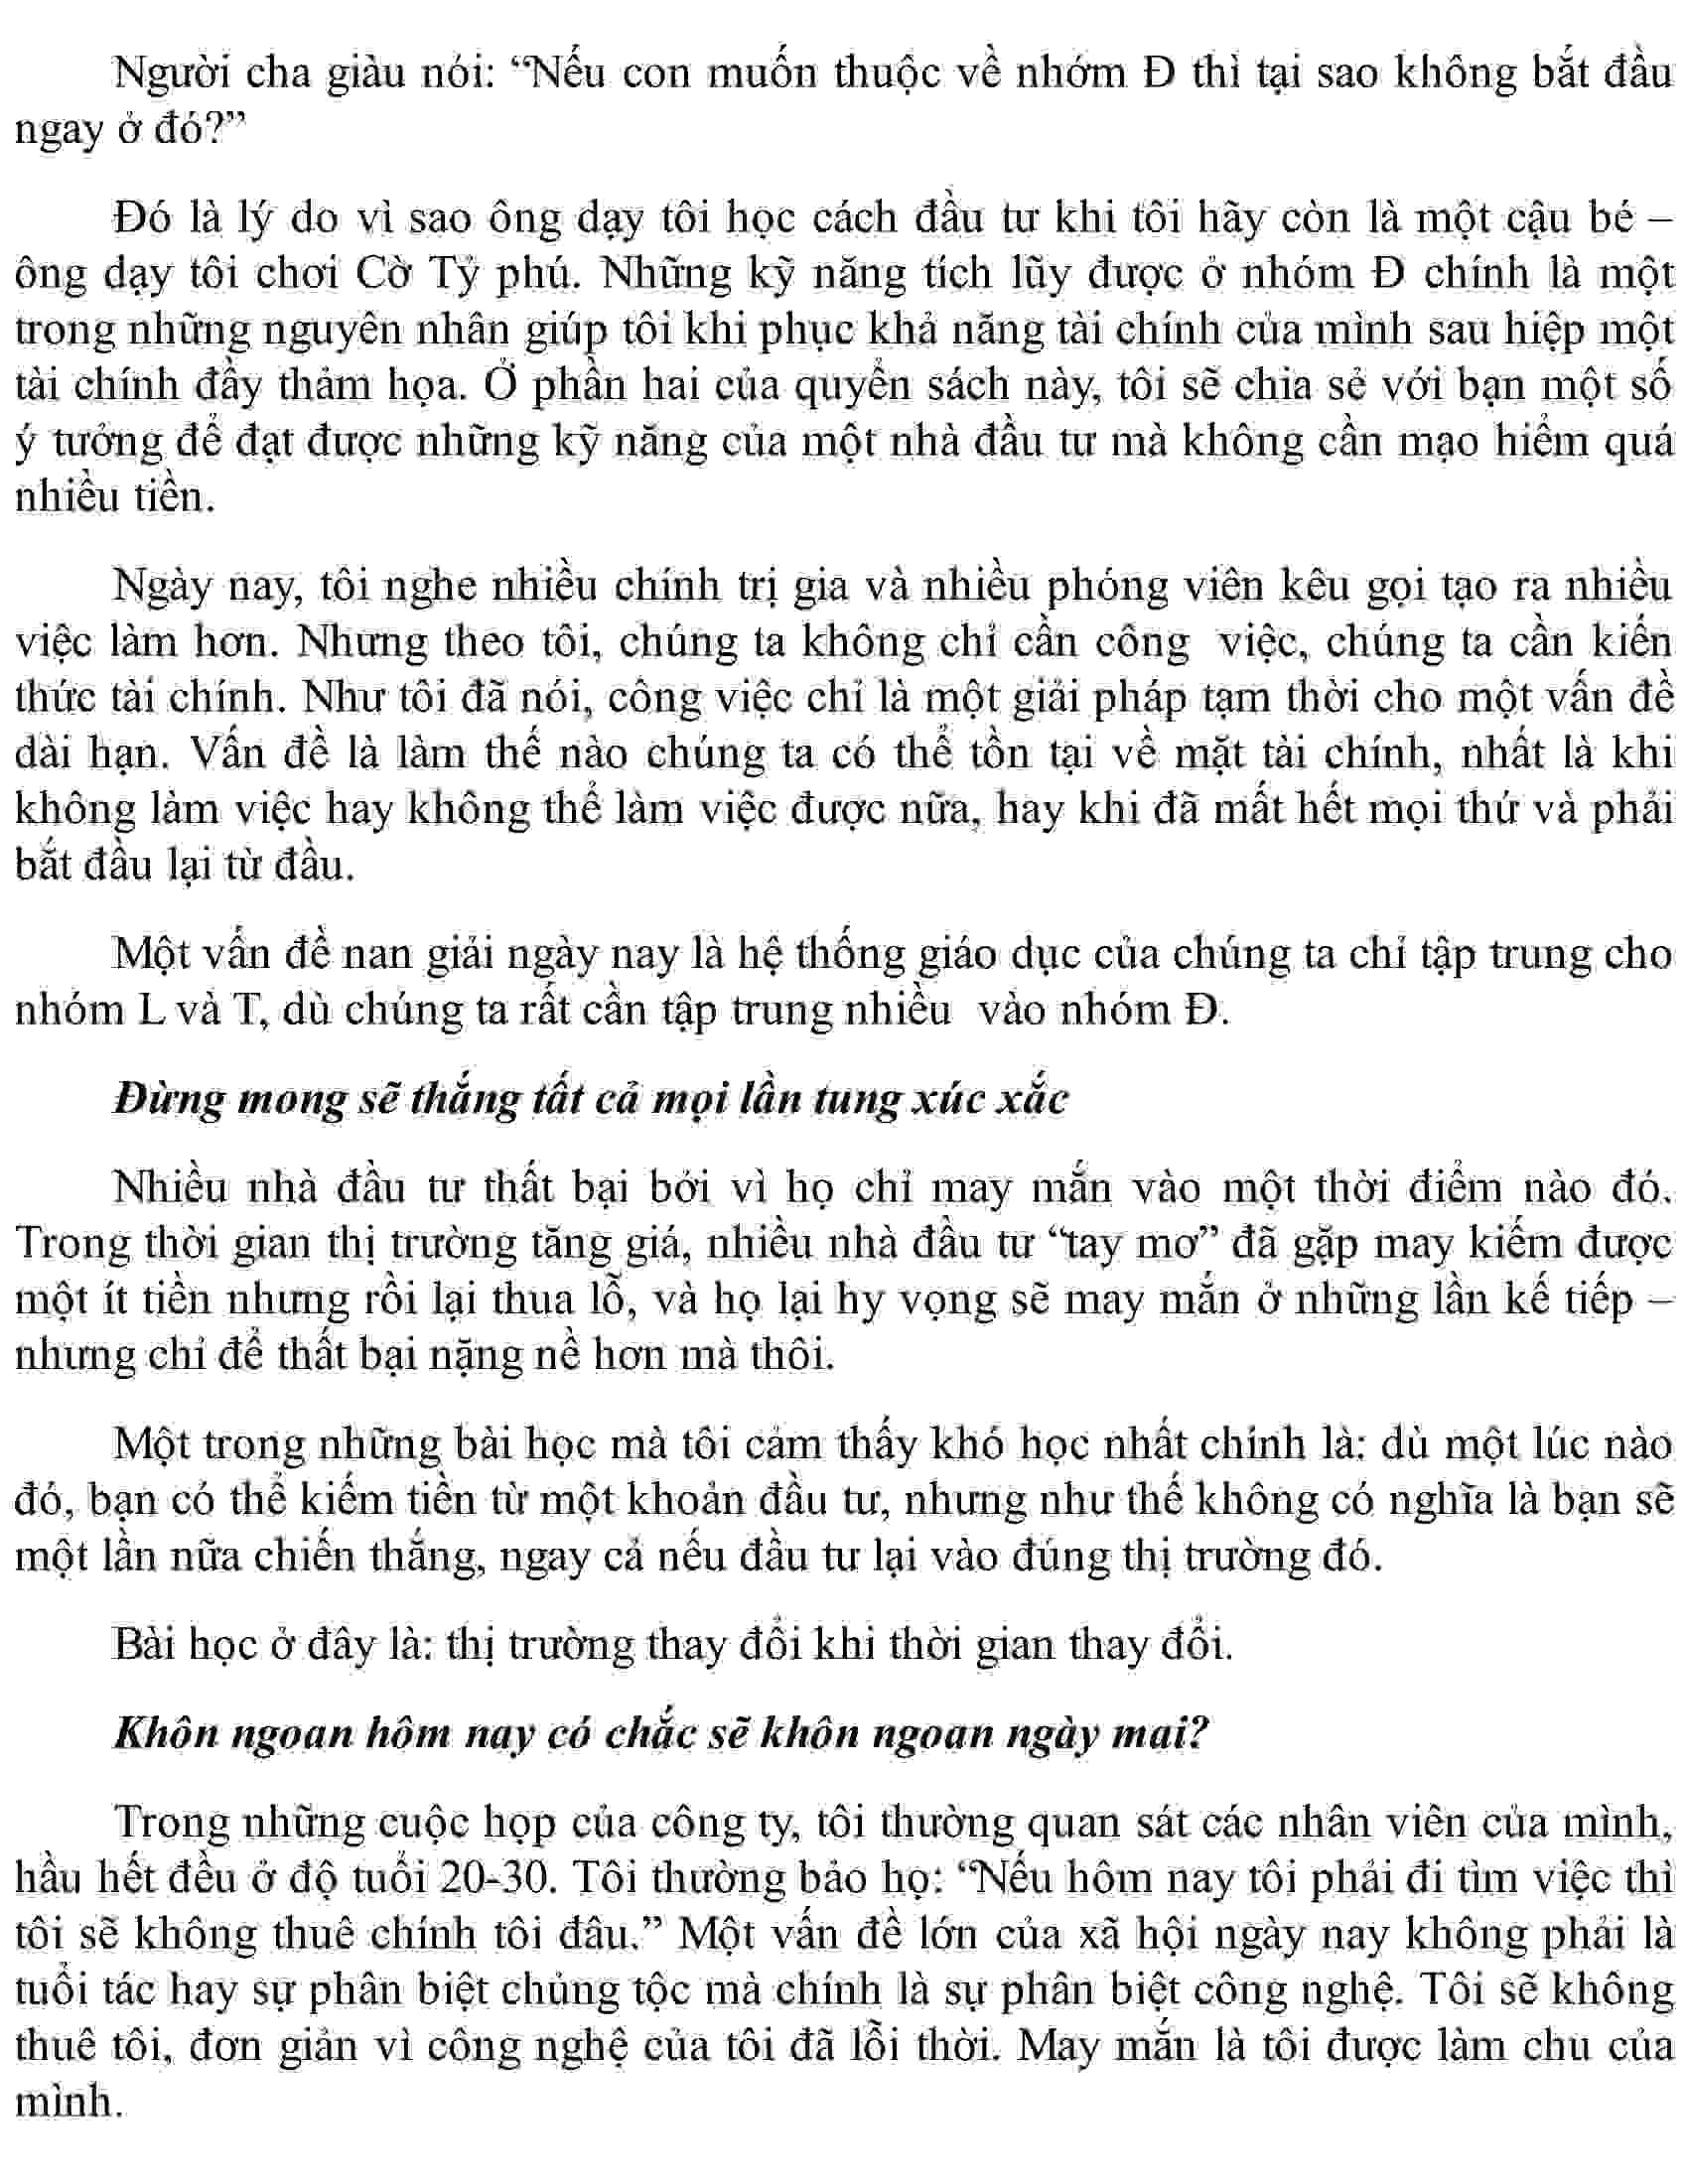 Người cha giàu nói: “Nếu con muốn thuộc về nhóm Đ thì tại sao không bắt đầu
ngay ở đó?”
Đó là lý do vì sao ông dạy tôi học cách đầu tư khi tôi hãy còn là một cậu bé –
ông dạy tôi chơi Cờ Tỷ phú. Những kỹ năng tích lũy được ở nhóm Đ chính là một
trong những nguyên nhân giúp tôi khi phục khả năng tài chính của mình sau hiệp một
tài chính đầy thảm họa. Ở phần hai của quyển sách này, tôi sẽ chia sẻ với bạn một số
ý tưởng để đạt được những kỹ năng của một nhà đầu tư mà không cần mạo hiểm quá
nhiều tiền.
Ngày nay, tôi nghe nhiều chính trị gia và nhiều phóng viên kêu gọi tạo ra nhiều
việc làm hơn. Nhưng theo tôi, chúng ta không chỉ cần công  việc, chúng ta cần kiến
thức tài chính. Như tôi đã nói, công việc chỉ là một giải pháp tạm thời cho một vấn đề
dài hạn. Vấn đề là làm thế nào chúng ta có thể tồn tại về mặt tài chính, nhất là khi
không làm việc hay không thể làm việc được nữa, hay khi đã mất hết mọi thứ và phải
bắt đầu lại từ đầu.
Một vấn đề nan giải ngày nay là hệ thống giáo dục của chúng ta chỉ tập trung cho
nhóm L và T, dù chúng ta rất cần tập trung nhiều  vào nhóm Đ.
Đừng mong sẽ thắng tất cả mọi lần tung xúc xắc
Nhiều nhà đầu tư thất bại bởi vì họ chỉ may mắn vào một thời điểm nào đó.
Trong thời gian thị trường tăng giá, nhiều nhà đầu tư “tay mơ” đã gặp may kiếm được
một ít tiền nhưng rồi lại thua lỗ, và họ lại hy vọng sẽ may mắn ở những lần kế tiếp –
nhưng chỉ để thất bại nặng nề hơn mà thôi.
Một trong những bài học mà tôi cảm thấy khó học nhất chính là: dù một lúc nào
đó, bạn có thể kiếm tiền từ một khoản đầu tư, nhưng như thế không có nghĩa là bạn sẽ
một lần nữa chiến thắng, ngay cả nếu đầu tư lại vào đúng thị trường đó.
Bài học ở đây là: thị trường thay đổi khi thời gian thay đổi.
Khôn ngoan hôm nay có chắc sẽ khôn ngoan ngày mai?
Trong những cuộc họp của công ty, tôi thường quan sát các nhân viên của mình,
hầu hết đều ở độ tuổi 20-30. Tôi thường bảo họ: “Nếu hôm nay tôi phải đi tìm việc thì
tôi sẽ không thuê chính tôi đâu.” Một vấn đề lớn của xã hội ngày nay không phải là
tuổi tác hay sự phân biệt chủng tộc mà chính là sự phân biệt công nghệ. Tôi sẽ không
thuê tôi, đơn giản vì công nghệ của tôi đã lỗi thời. May mắn là tôi được làm chu của
mình.